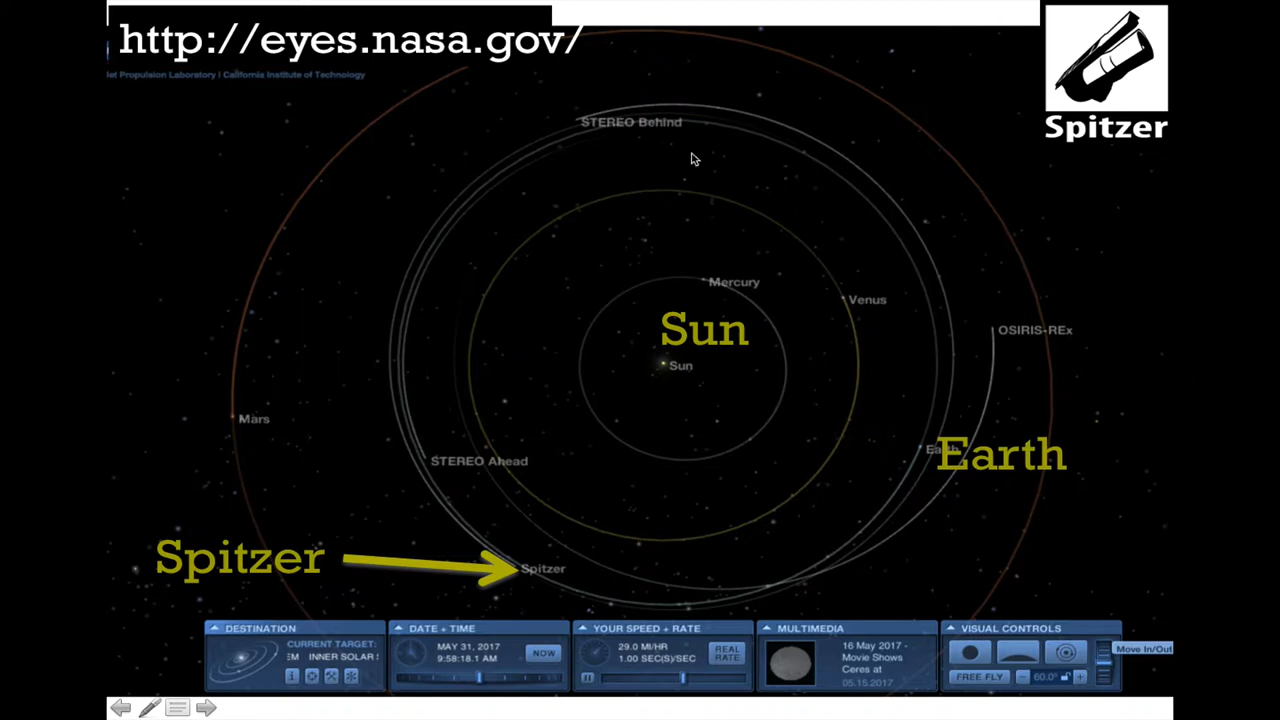 http://eyes.nasa.gov/
Jet Propulsion Laboratory | California Institute of Technology
Spitzer
STEREO Behind
Mercury
Venus
Sun
Sun
OSIRIS-REx
Mars
Earth
STEREO Ahead
Spitzer
Spitzer
DESTINATION
CURRENT TARGET:
INNER SOLAR
DATE + TIME
MAY 31, 2017
9:58:18.1 AM
NOW
YOUR SPEED + RATE
29.0 MI/HR
1.00 SEC(S)/SEC
REAL
RATE
MULTIMEDIA
16 May 2017 -
Movie Shows
Ceres at
05.15.2017
VISUAL CONTROLS
FREE FLY
60.0°
Move In/Out